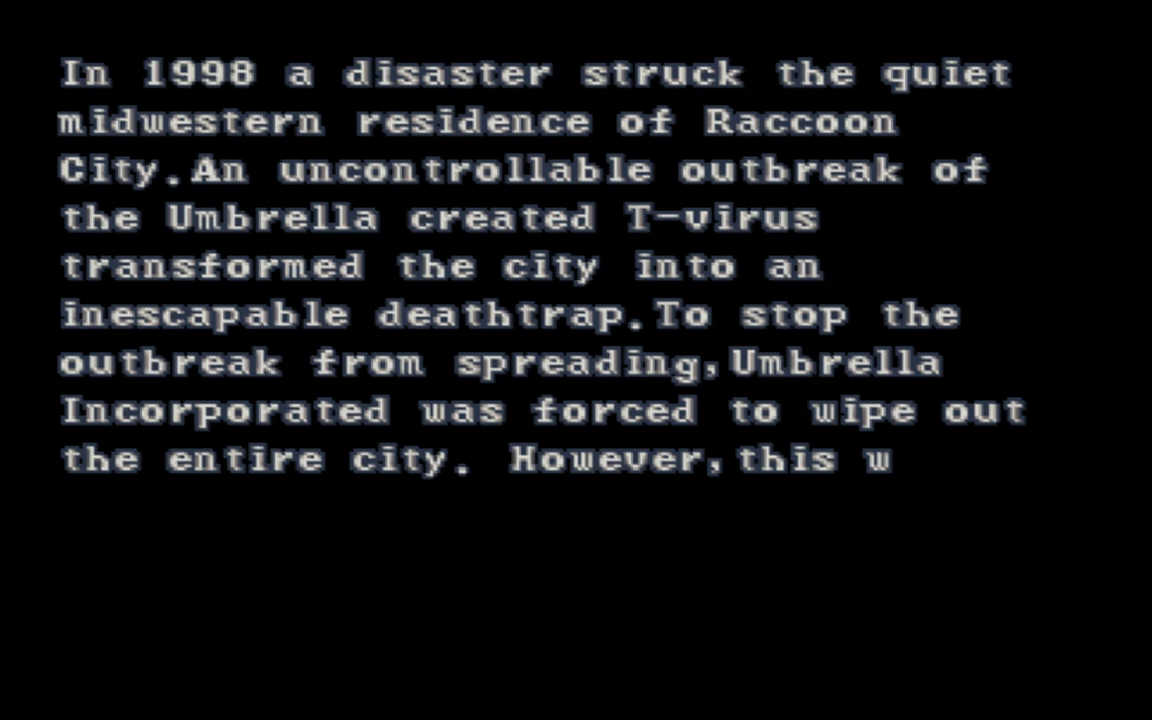 In 1998 a disaster struck the quiet
midwestern residence of Raccoon
City.An uncontrollable outbreak of
the Umbrella created T-virus
transformed the city into an
inescapable deathtrap.To stop the
outbreak from spreading,Umbrella
Incorporated was forced to wipe out
the entire city. However,this w